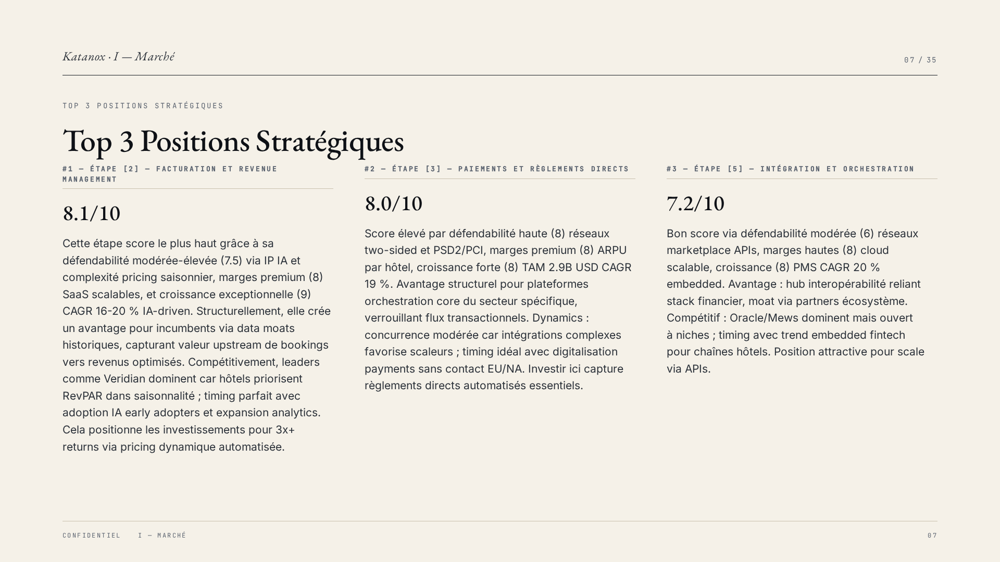 Katanox · I — Marché
07 / 35
TOP 3 POSITIONS STRATÉGIQUES
Top 3 Positions Stratégiques
#1 — ÉTAPE [2] — FACTURATION ET REVENUE
MANAGEMENT
8.1/10
Cette étape score le plus haut grâce à sa
défendabilité modérée-élevée (7.5) via IP IA et
complexité pricing saisonnier, marges premium (8)
SaaS scalables, et croissance exceptionnelle (9)
CAGR 16-20 % IA-driven. Structurellement, elle crée
un avantage pour incumbents via data moats
historiques, capturant valeur upstream de bookings
vers revenus optimisés. Compétitivement, leaders
comme Veridian dominent car hôtels priorisent
RevPAR dans saisonnalité ; timing parfait avec
adoption IA early adopters et expansion analytics.
Cela positionne les investissements pour 3x+
returns via pricing dynamique automatisée.
#2 — ÉTAPE [3] — PAIEMENTS ET RÈGLEMENTS DIRECTS
8.0/10
Score élevé par défendabilité haute (8) réseaux
two-sided et PSD2/PCI, marges premium (8) ARPU
par hôtel, croissance forte (8) TAM 2.9B USD CAGR
19 %. Avantage structurel pour plateformes
orchestration core du secteur spécifique,
verrouillant flux transactionnels. Dynamics :
concurrence modérée car intégrations complexes
favorise scaleurs ; timing idéal avec digitalisation
payments sans contact EU/NA. Investir ici capture
règlements directs automatisés essentiels.
#3 — ÉTAPE [5] — INTÉGRATION ET ORCHESTRATION
7.2/10
Bon score via défendabilité modérée (6) réseaux
marketplace APIs, marges hautes (8) cloud
scalable, croissance (8) PMS CAGR 20 %
embedded. Avantage : hub interopérabilité reliant
stack financier, moat via partners écosystème.
Compétitif : Oracle/Mews dominent mais ouvert
à niches ; timing avec trend embedded fintech
pour chaînes hôtels. Position attractive pour scale
via APIs.
CONFIDENTIEL I — MARCHÉ
07